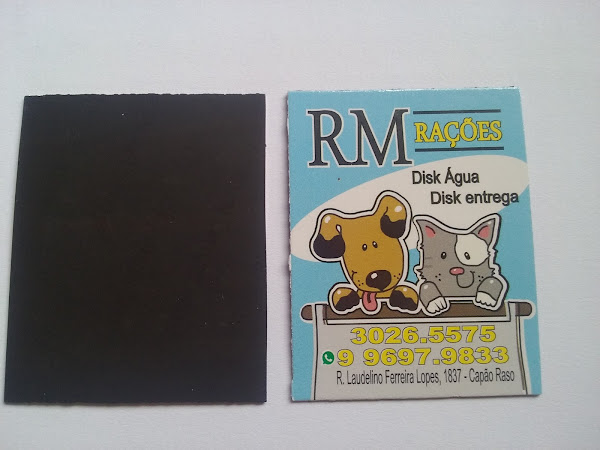 RM RAÇÕES
Disk Água
Disk entrega
3026.5575
9 9697.9833
R. Laudelino Ferreira Lopes, 1837 - Capão Raso